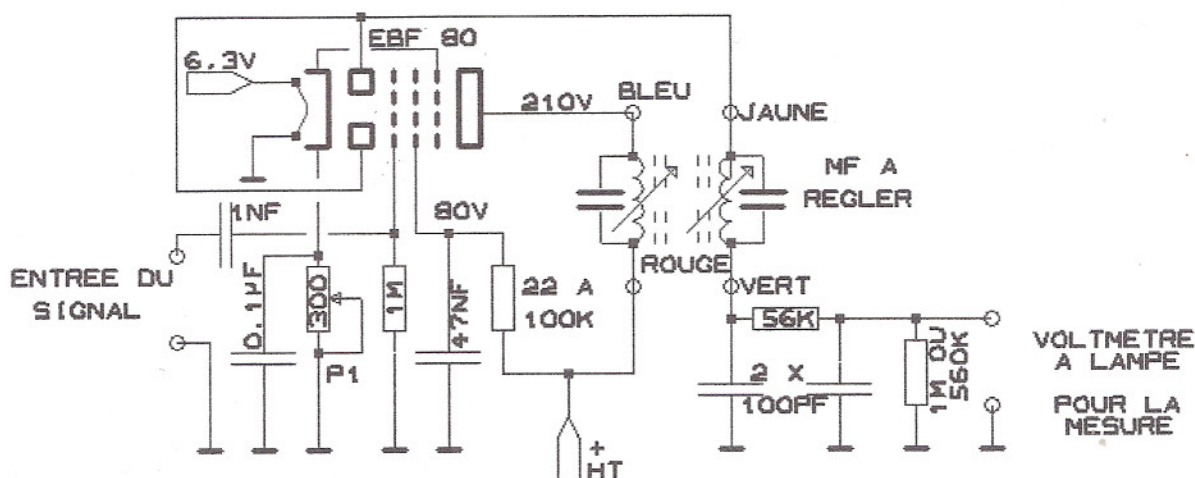 EBF 80
6.3V
BLEU
210V
JAUNE
MF A
REGLER
1NF
80V
ROUGE
VERT
ENTREE DU
SIGNAL
0.1µF
300
1M
47NF
22 A
100K
56K
P1
2 X
100PF
1M OU
560K
VOLTMETRE
A LAMPE
POUR LA
MESURE
+
HT